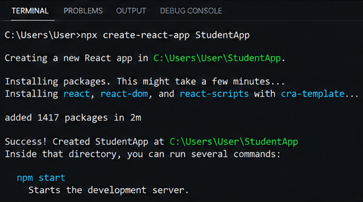 TERMINAL PROBLEMS OUTPUT DEBUG CONSOLE
C:\Users\User>npx create-react-app StudentApp
Creating a new React app in C:\Users\User\StudentApp.
Installing packages. This might take a few minutes...
Installing react, react-dom, and react-scripts with cra-template...
added 1417 packages in 2m
Success! Created StudentApp at C:\Users\User\StudentApp
Inside that directory, you can run several commands:
npm start
Starts the development server.